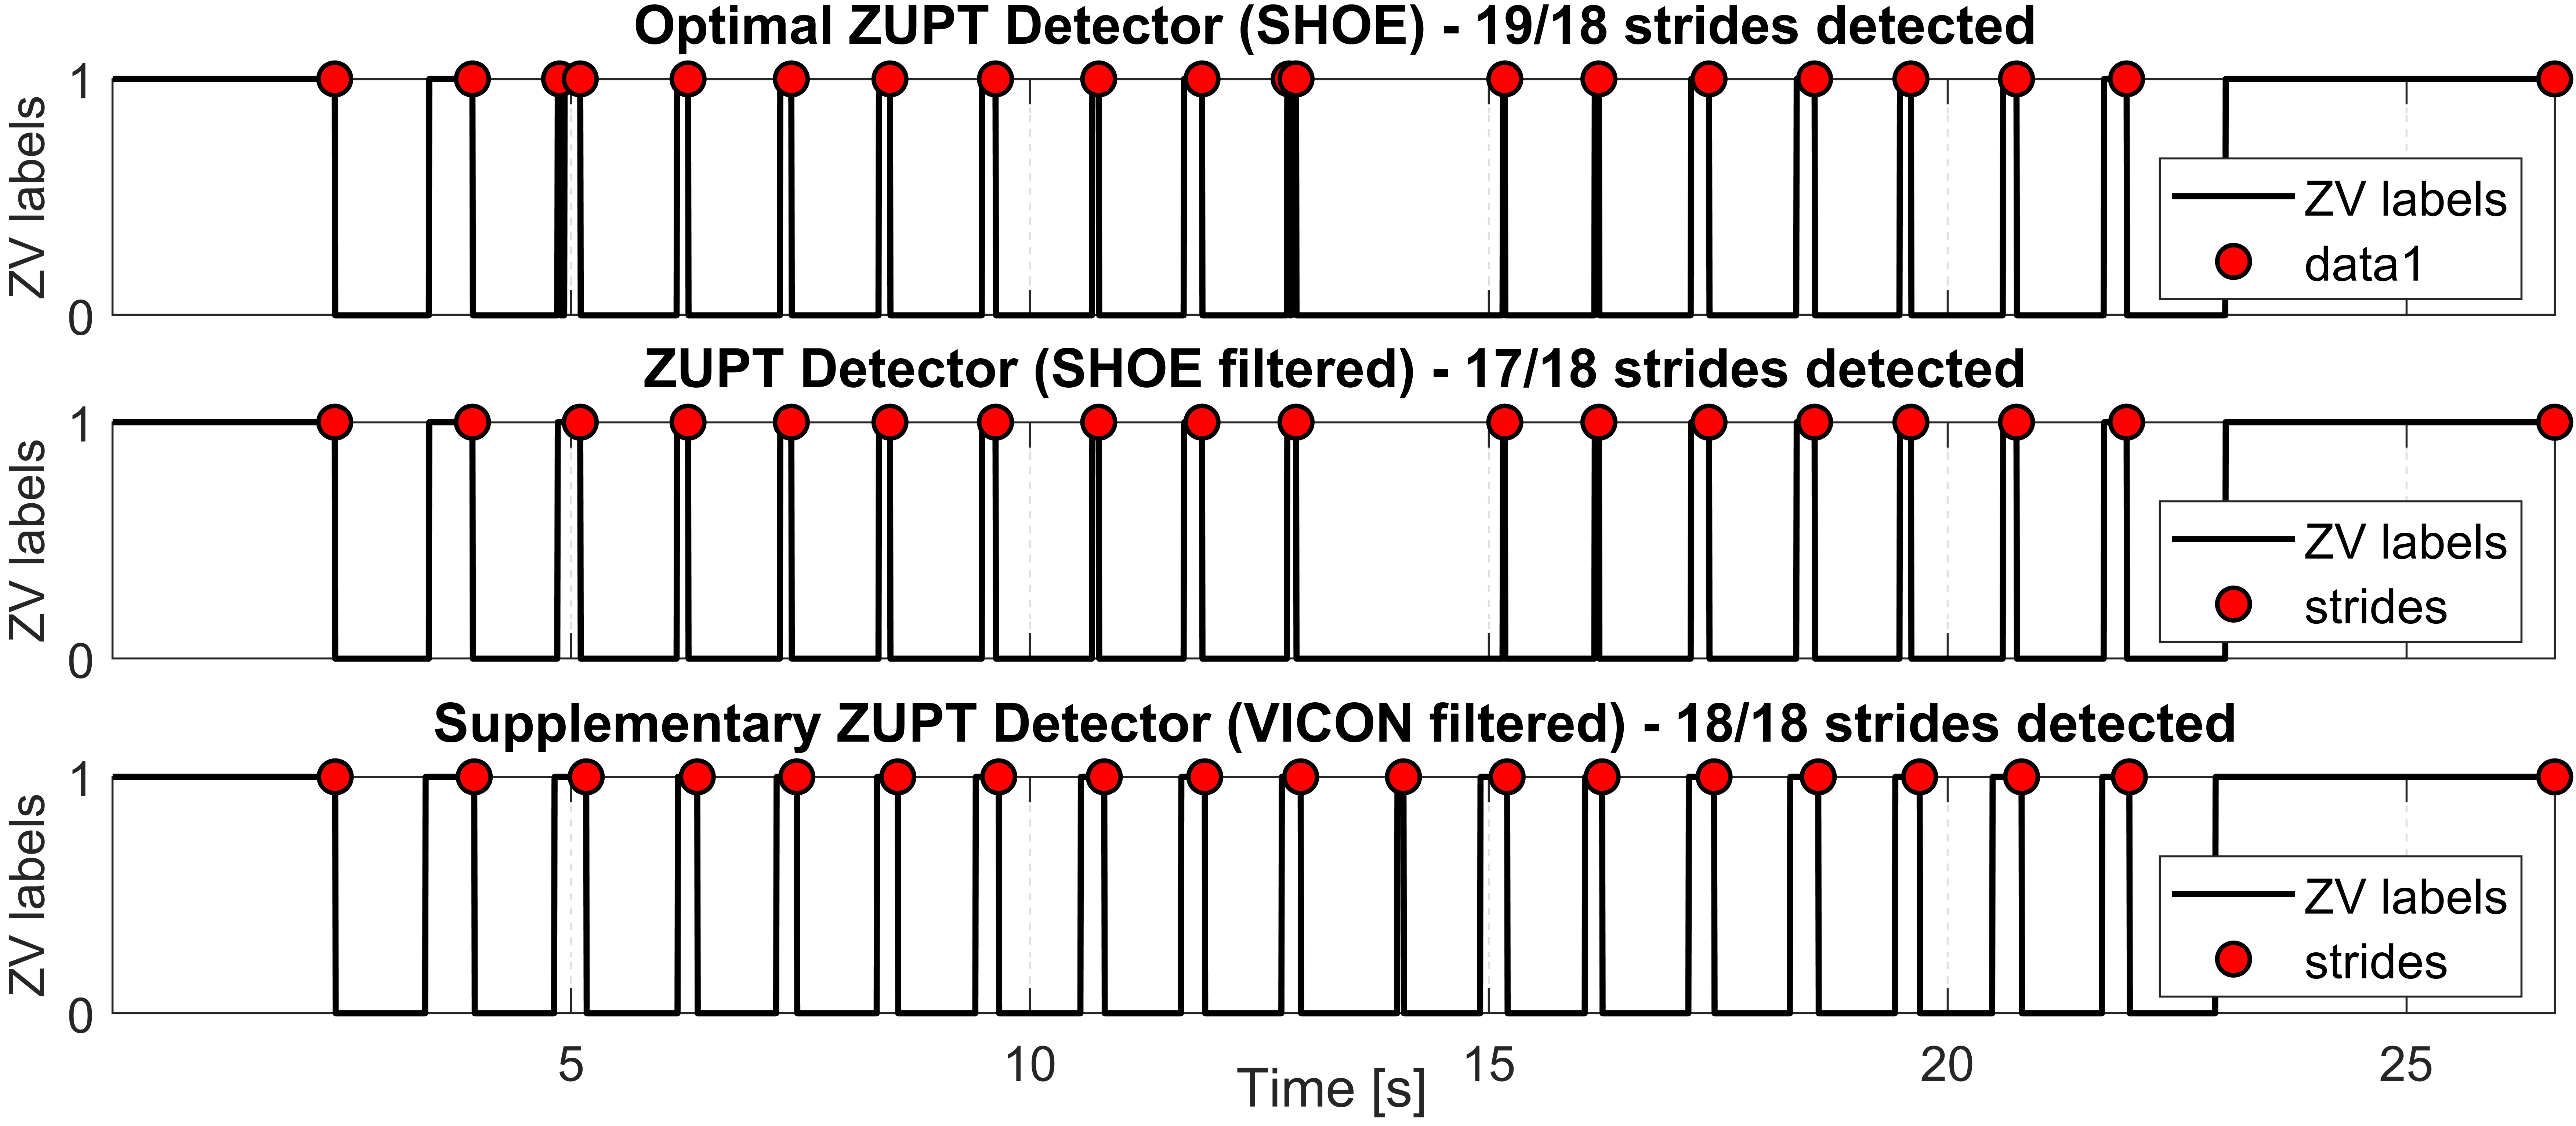 Optimal ZUPT Detector (SHOE) - 19/18 strides detected
1
ZV labels
0
ZV labels
data1
ZUPT Detector (SHOE filtered) - 17/18 strides detected
1
ZV labels
0
ZV labels
strides
Supplementary ZUPT Detector (VICON filtered) - 18/18 strides detected
1
ZV labels
0
ZV labels
strides
5 10 15 20 25
Time [s]